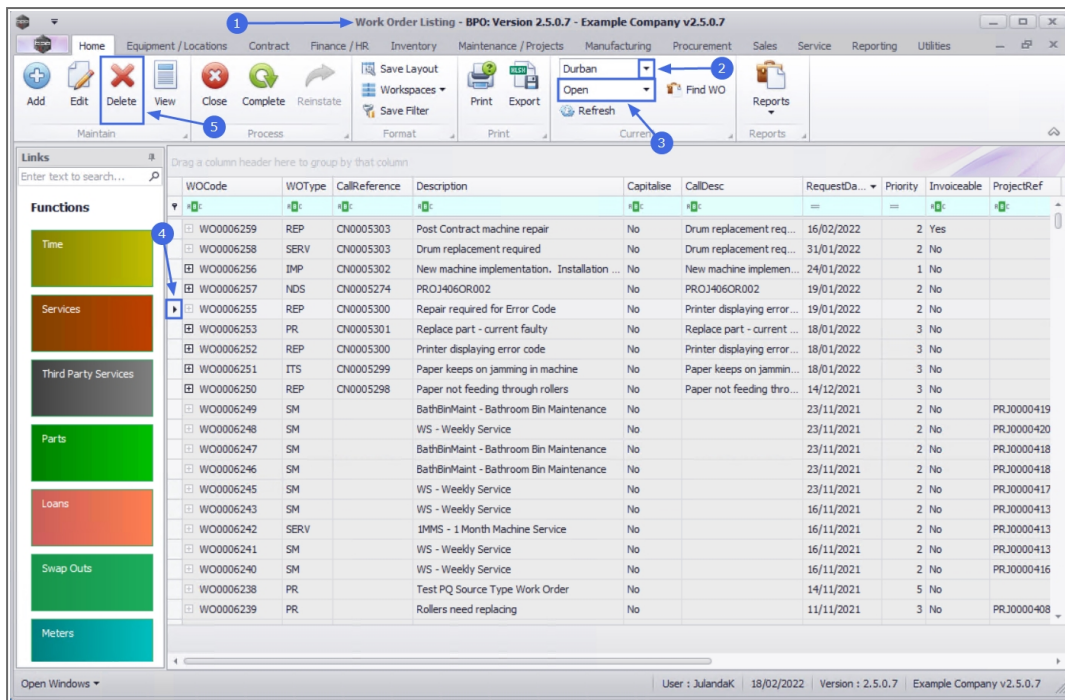 1
Work Order Listing - BPO: Version 2.5.0.7 - Example Company v2.5.0.7
Home Equipment / Locations Contract Finance / HR Inventory Maintenance / Projects Manufacturing Procurement Sales Service Reporting Utilities
Add Edit Delete View
Close Complete Reinstate
Save Layout
Workspaces
Save Filter
Print Export
Durban 2
Open Find WO
Refresh
Reports
5
3
Maintain Process Format Print Current Reports
Links
Enter text to search...
Functions
Time
Services
Third Party Services
Parts
Loans
Swap Outs
Meters
4
Drag a column header here to group by that column
WOCode WOType CallReference Description Capitalise CallDesc RequestDa... Priority Invoiceable ProjectRef
WO0006259 REP CN0005303 Post Contract machine repair No Drum replacement req... 16/02/2022 2 Yes
WO0006258 SERV CN0005303 Drum replacement required No Drum replacement req... 31/01/2022 2 No
WO0006256 IMP CN0005302 New machine implementation. Installation ... No New machine implemen... 24/01/2022 1 No
WO0006257 NDS CN0005274 PROJ406OR002 No PROJ406OR002 19/01/2022 2 No
WO0006255 REP CN0005300 Repair required for Error Code No Printer displaying error... 19/01/2022 2 No
WO0006253 PR CN0005301 Replace part - current faulty No Replace part - current ... 18/01/2022 3 No
WO0006252 REP CN0005300 Printer displaying error code No Printer displaying error... 18/01/2022 3 No
WO0006251 ITS CN0005299 Paper keeps on jamming in machine No Paper keeps on jammin... 18/01/2022 3 No
WO0006250 REP CN0005298 Paper not feeding through rollers No Paper not feeding thro... 14/12/2021 3 No
WO0006249 SM BathBinMaint - Bathroom Bin Maintenance No 23/11/2021 2 No PRJ0000419
WO0006248 SM WS - Weekly Service No 23/11/2021 2 No PRJ0000420
WO0006247 SM BathBinMaint - Bathroom Bin Maintenance No 23/11/2021 2 No PRJ0000418
WO0006246 SM BathBinMaint - Bathroom Bin Maintenance No 23/11/2021 2 No PRJ0000418
WO0006245 SM WS - Weekly Service No 23/11/2021 2 No PRJ0000417
WO0006243 SM WS - Weekly Service No 16/11/2021 2 No PRJ0000413
WO0006242 SERV 1MMS - 1 Month Machine Service No 16/11/2021 2 No PRJ0000413
WO0006241 SM WS - Weekly Service No 16/11/2021 2 No PRJ0000413
WO0006240 SM WS - Weekly Service No 16/11/2021 2 No PRJ0000416
WO0006238 PR Test PQ Source Type Work Order No 14/11/2021 5 No
WO0006239 PR Rollers need replacing No 11/11/2021 3 No PRJ0000408
Open Windows User : JulandaK 18/02/2022 Version : 2.5.0.7 Example Company v2.5.0.7